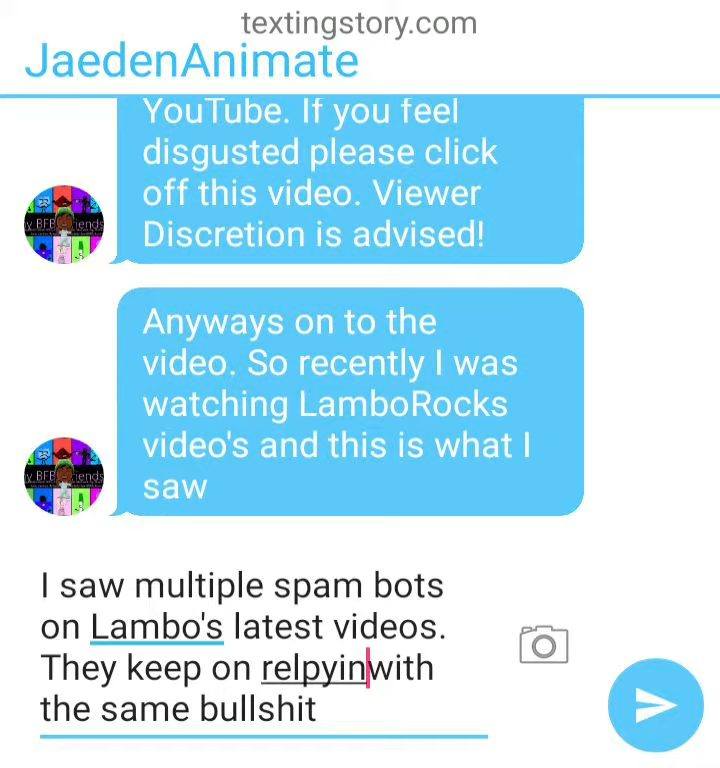 textingstory.com
JaedenAnimate
YouTube. If you feel
disgusted please click
off this video. Viewer
Discretion is advised!
Anyways on to the
video. So recently I was
watching LamboRocks
video's and this is what I
saw
I saw multiple spam bots
on Lambo's latest videos.
They keep on relpyinwith
the same bullshit